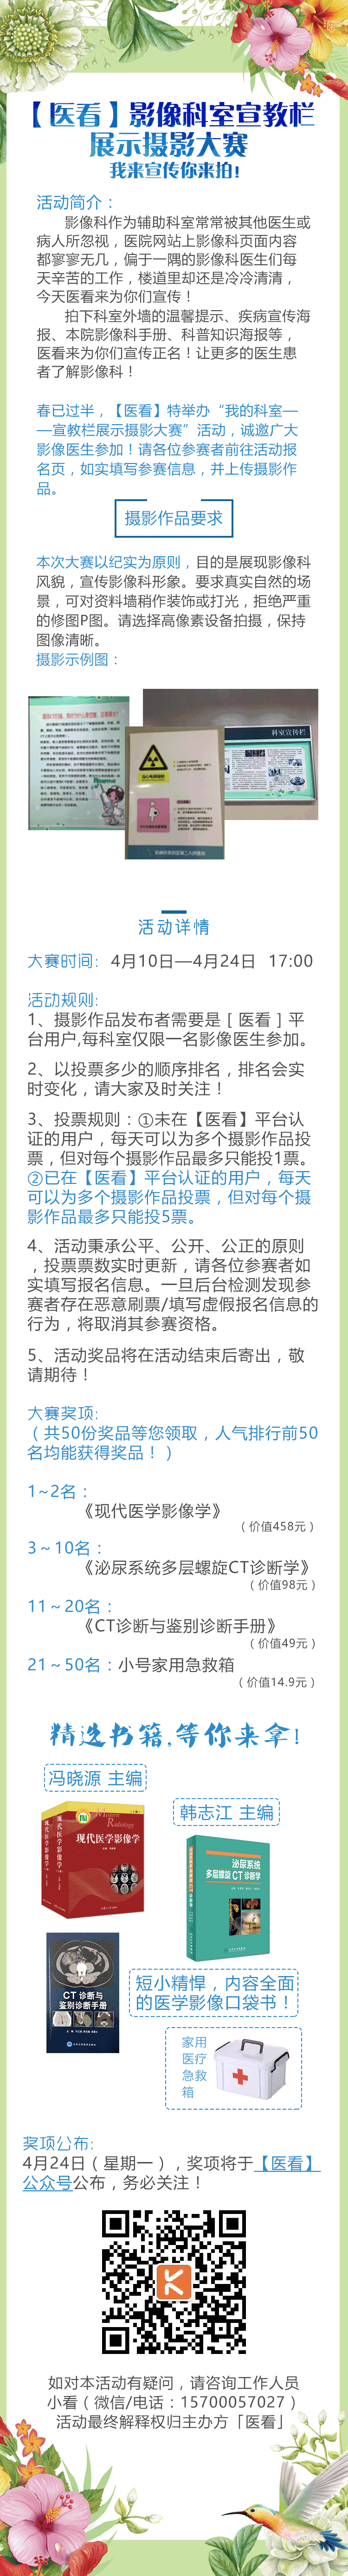 【医看】影像科室宣教栏
展示摄影大赛
我来宣传你来拍!
活动简介：
影像科作为辅助科室常常被其他医生或
病人所忽视，医院网站上影像科页面内容
都寥寥无几，偏于一隅的影像科医生们每
天辛苦的工作，楼道里却还是冷冷清清，
今天医看来为你们宣传！
拍下科室外墙的温馨提示、疾病宣传海
报、本院影像科手册、科普知识海报等，
医看来为你们宣传正名！让更多的医生患
者了解影像科！
春已过半，【医看】特举办“我的科室—
—宣教栏展示摄影大赛”活动，诚邀广大
影像医生参加！请各位参赛者前往活动报
名页，如实填写参赛信息，并上传摄影作
品。
摄影作品要求
本次大赛以纪实为原则，目的是展现影像科
风貌，宣传影像科形象。要求真实自然的场
景，可对资料墙稍作装饰或打光，拒绝严重
的修图P图。请选择高像素设备拍摄，保持
图像清晰。
摄影示例图：
科室宣传栏
当心电离辐射
活动详情
大赛时间: 4月10日—4月24日 17:00
活动规则:
1、摄影作品发布者需要是［医看］平
台用户,每科室仅限一名影像医生参加。
2、以投票多少的顺序排名，排名会实
时变化，请大家及时关注！
3、投票规则：①未在【医看】平台认
证的用户，每天可以为多个摄影作品投
票，但对每个摄影作品最多只能投1票。
②已在【医看】平台认证的用户，每天
可以为多个摄影作品投票，但对每个摄
影作品最多只能投5票。
4、活动秉承公平、公开、公正的原则
，投票票数实时更新，请各位参赛者如
实填写报名信息。一旦后台检测发现参
赛者存在恶意刷票/填写虚假报名信息的
行为，将取消其参赛资格。
5、活动奖品将在活动结束后寄出，敬
请期待！
大赛奖项:
（共50份奖品等您领取，人气排行前50
名均能获得奖品！）
1~2名：
《现代医学影像学》
（价值458元）
3～10名：
《泌尿系统多层螺旋CT诊断学》
（价值98元）
11～20名：
《CT诊断与鉴别诊断手册》
（价值49元）
21～50名：小号家用急救箱
（价值14.9元）
精选书籍,等你来拿!
冯晓源 主编
韩志江 主编
现代医学影像学
现代医学影像学
Modern
Radiology
现代医学影像学
泌尿系统
多层螺旋 CT 诊断学
CT 诊断与
鉴别诊断手册
短小精悍，内容全面
的医学影像口袋书！
家用
医疗
急救
箱
奖项公布:
4月24日（星期一），奖项将于【医看】
公众号公布，务必关注！
如对本活动有疑问，请咨询工作人员
小看（微信/电话：15700057027）
活动最终解释权归主办方「医看」